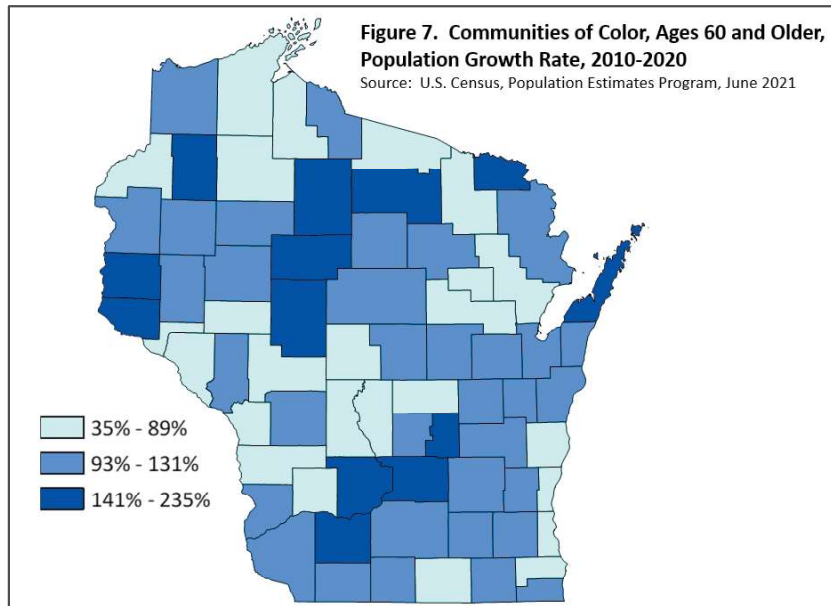 Figure 7.  Communities of Color, Ages 60 and Older,
Population Growth Rate, 2010-2020
Source:  U.S. Census, Population Estimates Program, June 2021
35% - 89%
93% - 131%
141% - 235%